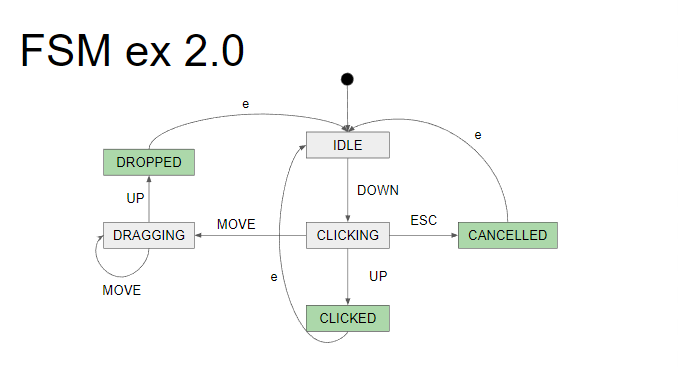 FSM ex 2.0
e
e
IDLE
DROPPED
DOWN
UP
MOVE
ESC
DRAGGING
CLICKING
CANCELLED
e
UP
MOVE
CLICKED